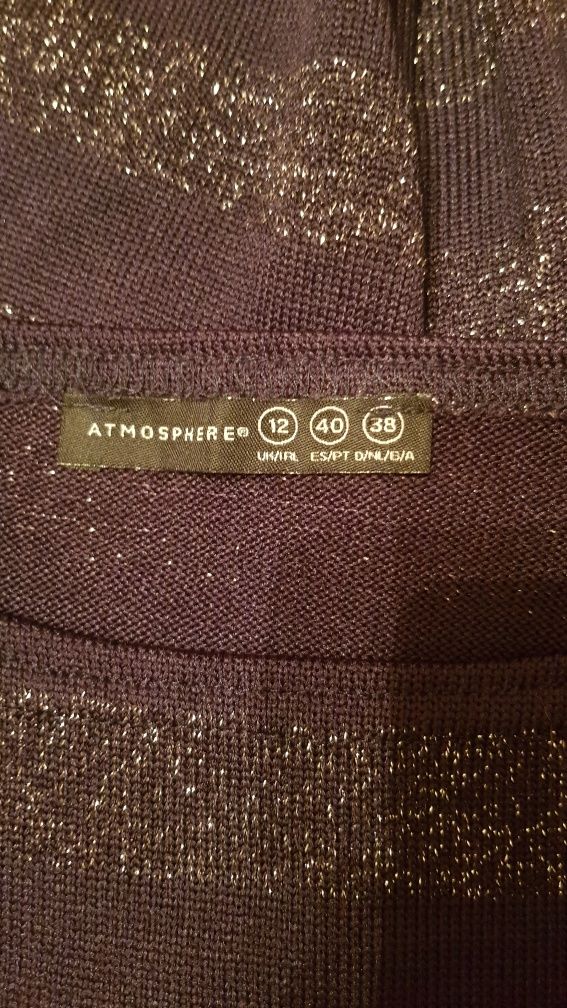 ATMOSPHERE® 12 40 38
UK/IRL ES/PT D/NL/B/A